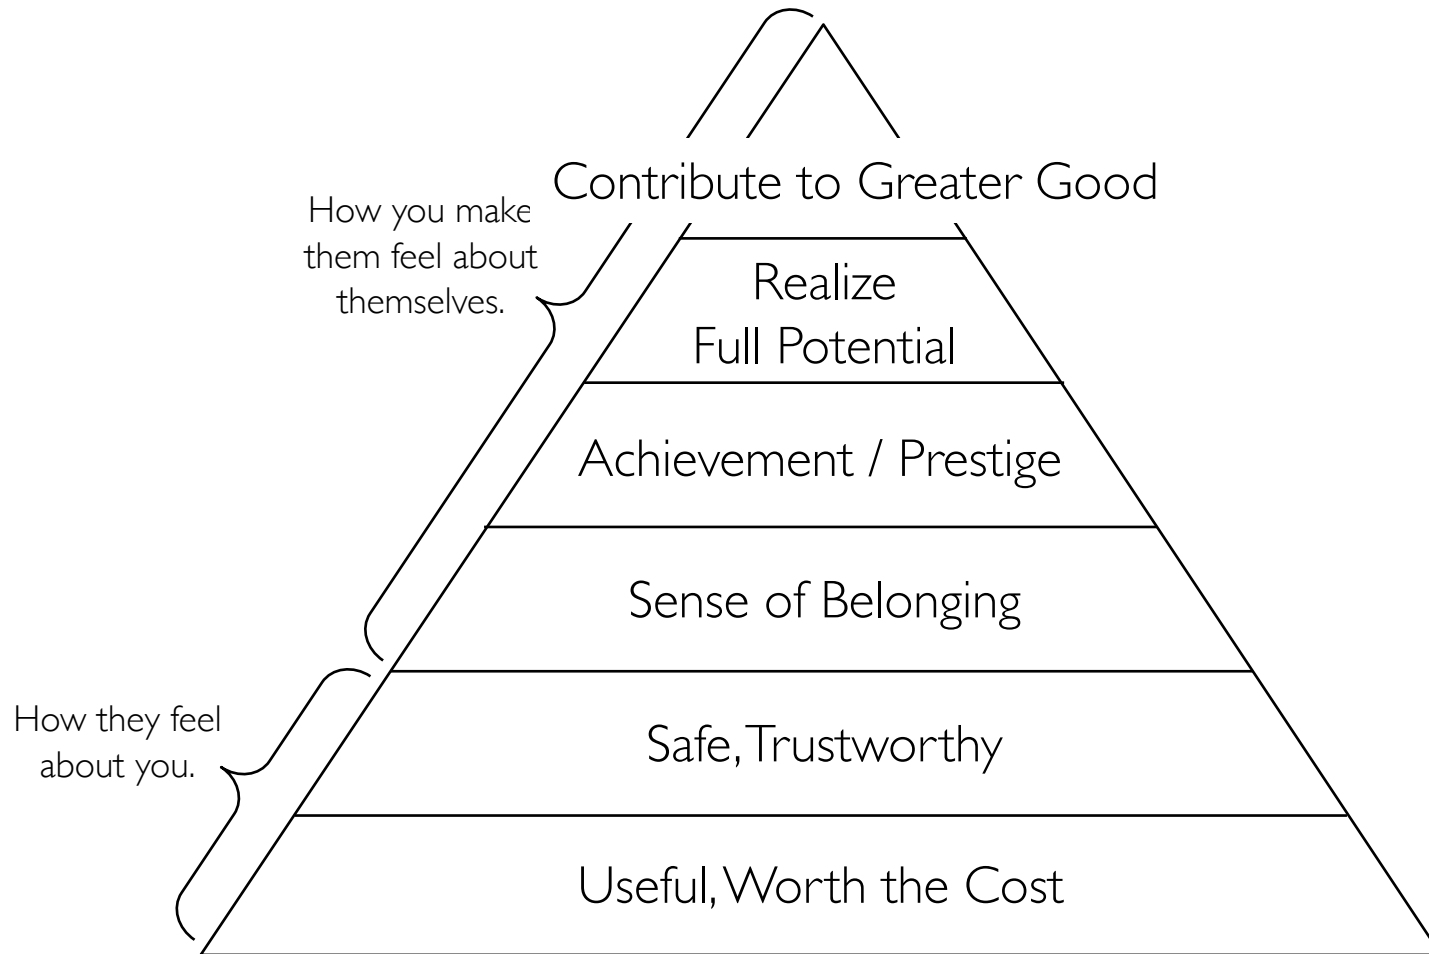 Contribute to Greater Good
How you make
them feel about
themselves.
Realize
Full Potential
Achievement / Prestige
Sense of Belonging
How they feel
about you.
Safe, Trustworthy
Useful, Worth the Cost